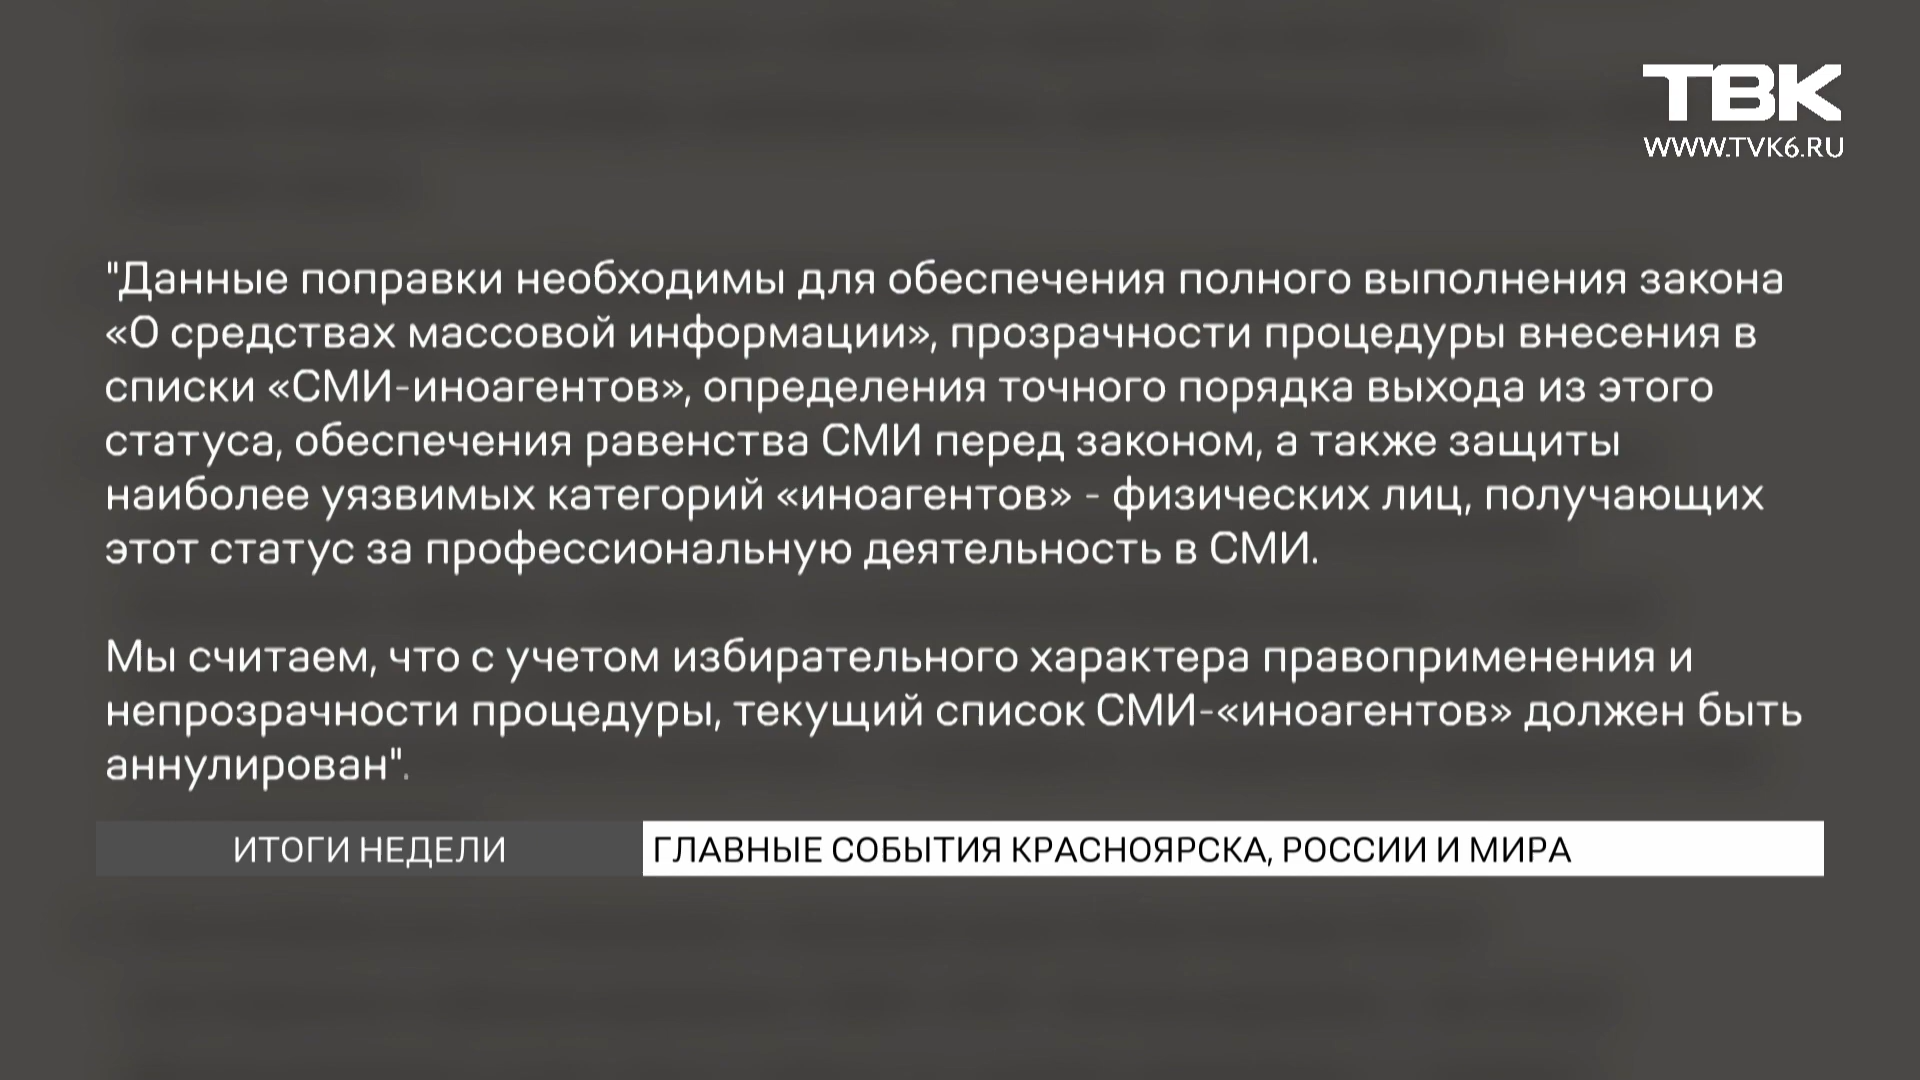 ТВК
WWW.TVK6.RU
"Данные поправки необходимы для обеспечения полного выполнения закона
«О средствах массовой информации», прозрачности процедуры внесения в
списки «СМИ-иноагентов», определения точного порядка выхода из этого
статуса, обеспечения равенства СМИ перед законом, а также защиты
наиболее уязвимых категорий «иноагентов» - физических лиц, получающих
этот статус за профессиональную деятельность в СМИ.
Мы считаем, что с учетом избирательного характера правоприменения и
непрозрачности процедуры, текущий список СМИ-«иноагентов» должен быть
аннулирован".
ИТОГИ НЕДЕЛИ
ГЛАВНЫЕ СОБЫТИЯ КРАСНОЯРСКА, РОССИИ И МИРА